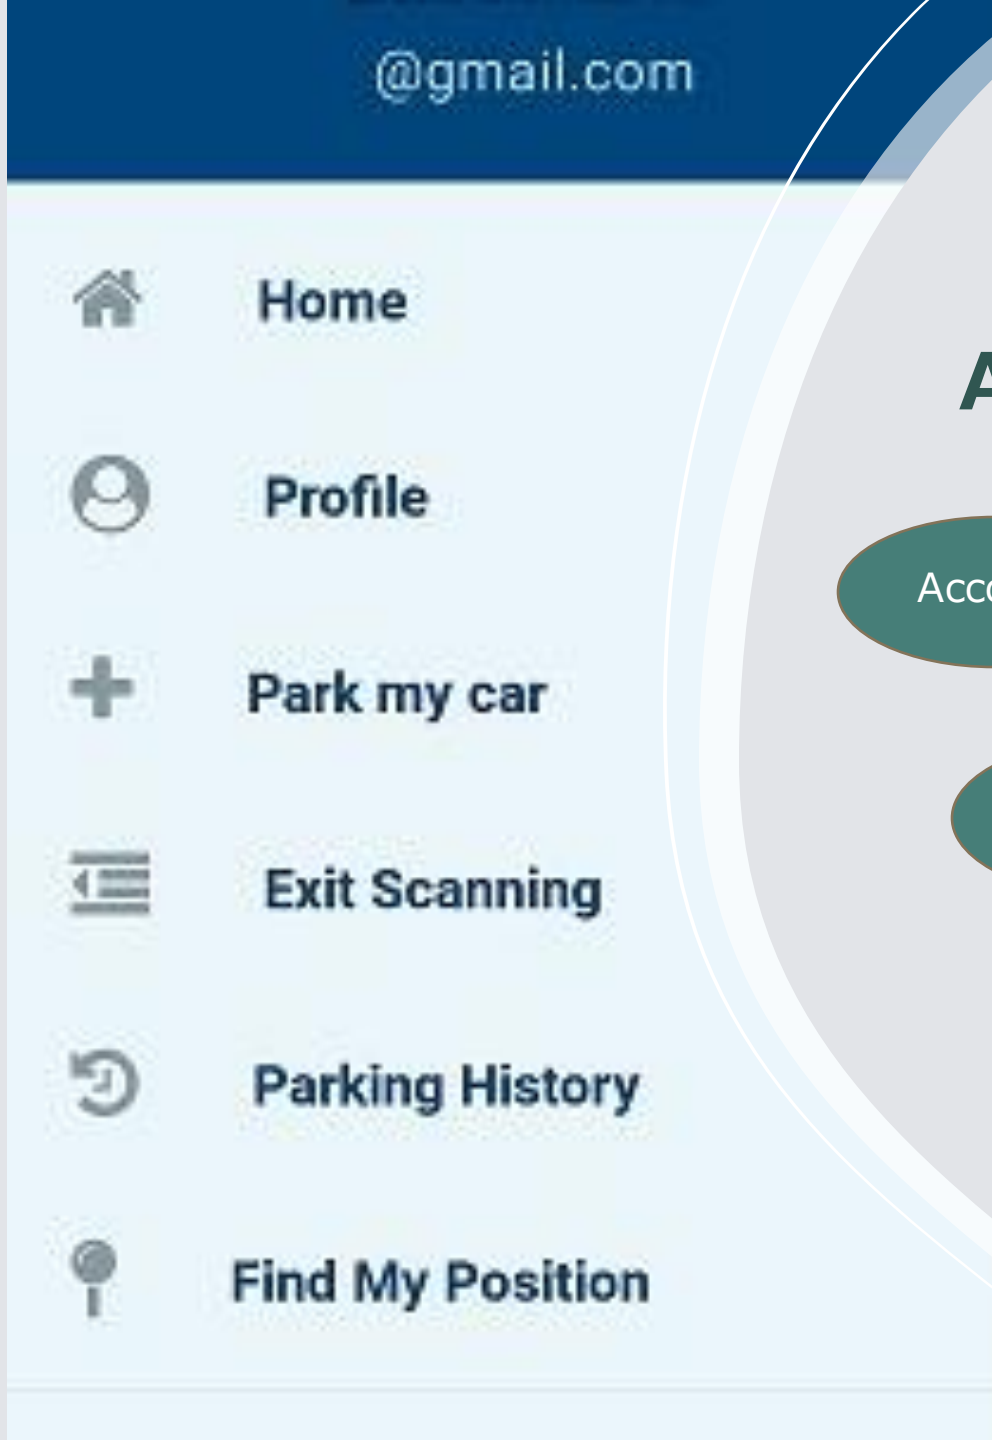 @gmail.com
Home
Profile
Park my car
Exit Scanning
Parking History
Find My Position